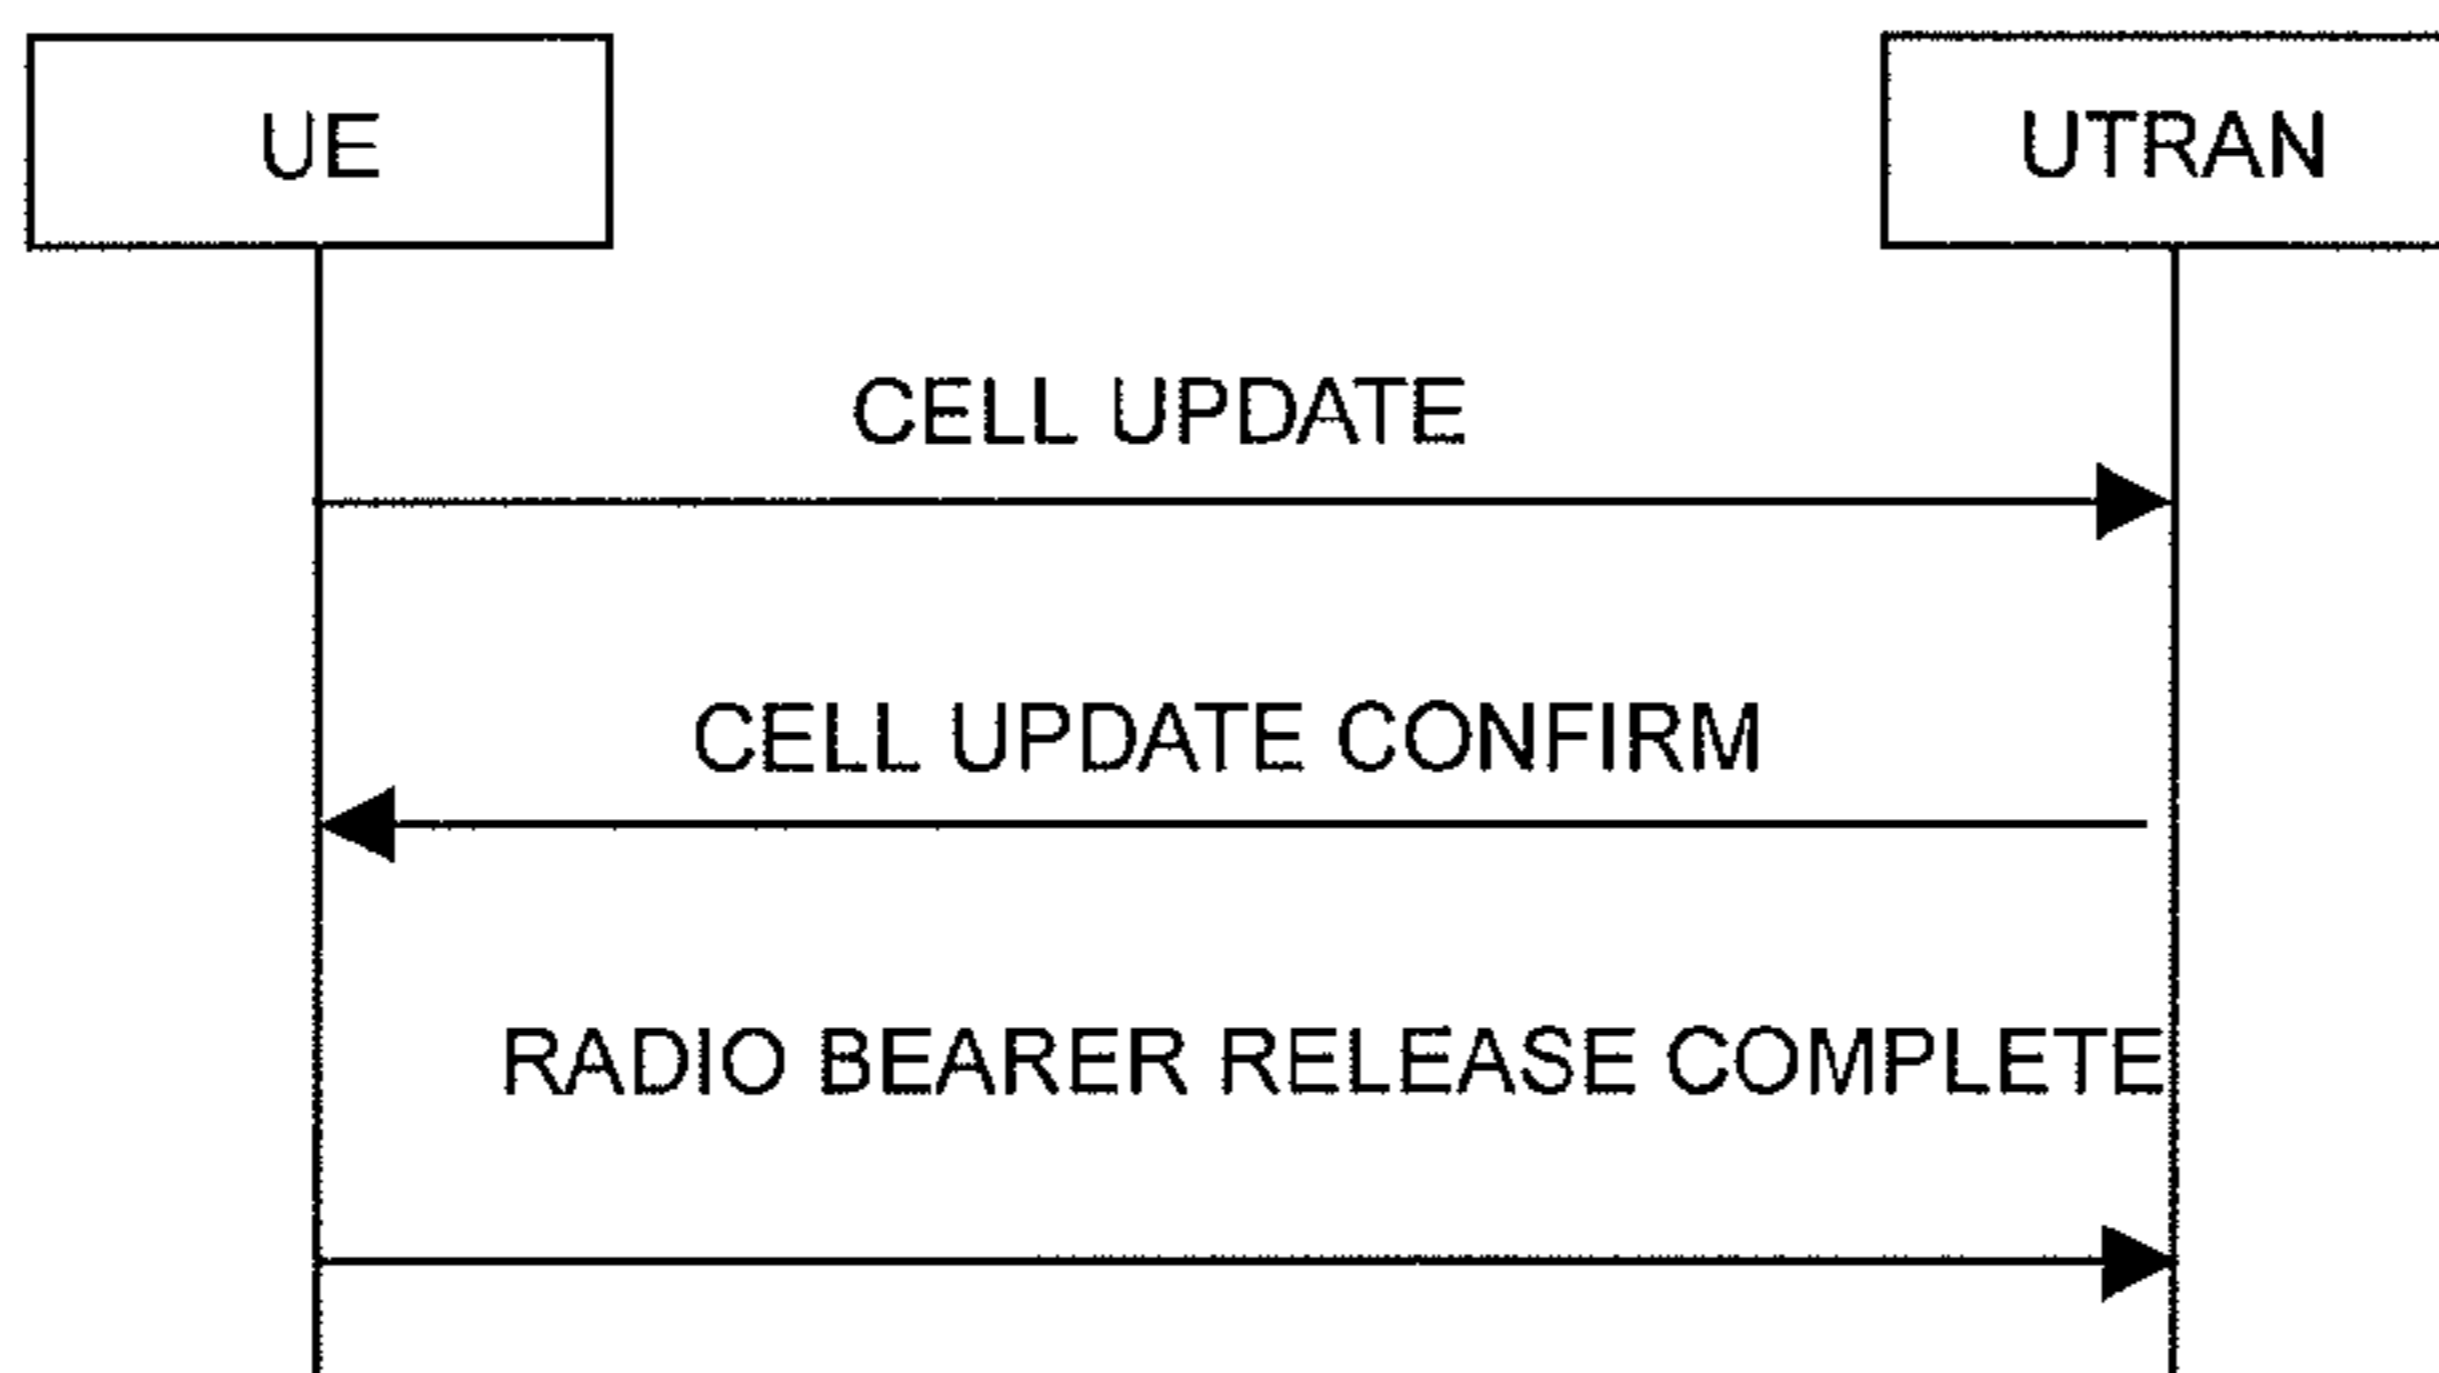 UE
UTRAN
CELL UPDATE
CELL UPDATE CONFIRM
RADIO BEARER RELEASE COMPLETE